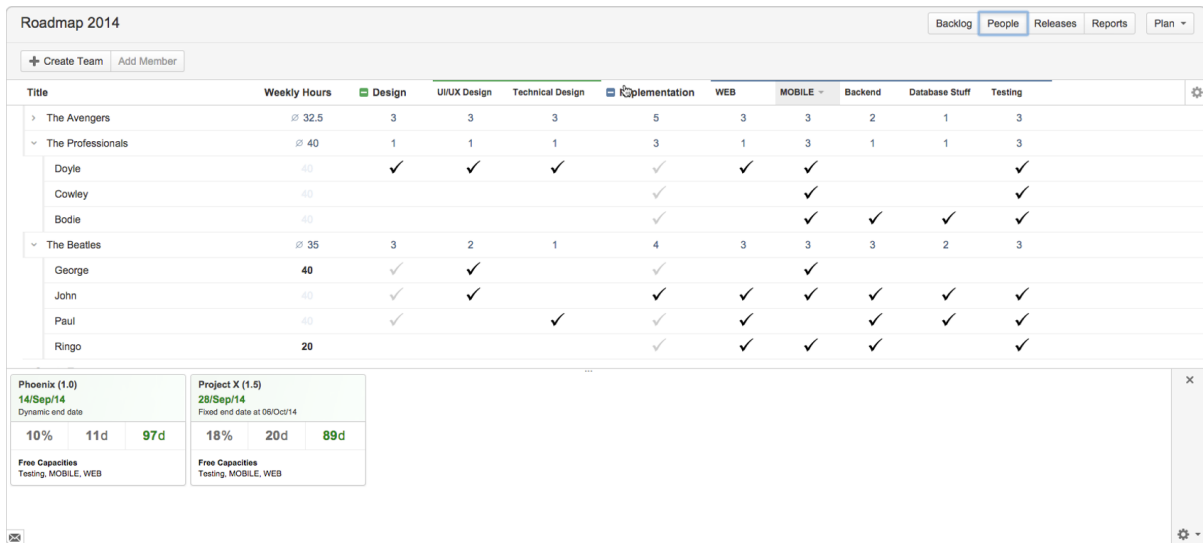 Roadmap 2014
Backlog People Releases Reports Plan
Create Team Add Member
Title Weekly Hours Design UI/UX Design Technical Design Implementation WEB MOBILE Backend Database Stuff Testing
The Avengers ∅ 32.5 3 3 3 5 3 3 2 1 3
The Professionals ∅ 40 1 1 1 3 1 3 1 1 3
Doyle 40 ✓ ✓ ✓ ✓ ✓ ✓ ✓
Cowley 40 ✓ ✓ ✓
Bodie 40 ✓ ✓ ✓ ✓ ✓
The Beatles ∅ 35 3 2 1 4 3 3 3 2 3
George 40 ✓ ✓ ✓ ✓
John 40 ✓ ✓ ✓ ✓ ✓ ✓ ✓ ✓
Paul 40 ✓ ✓ ✓ ✓ ✓ ✓ ✓
Ringo 20 ✓ ✓ ✓ ✓ ✓
Phoenix (1.0)
14/Sep/14
Dynamic end date
10% 11d 97d
Free Capacities
Testing, MOBILE, WEB
Project X (1.5)
28/Sep/14
Fixed end date at 06/Oct/14
18% 20d 89d
Free Capacities
Testing, MOBILE, WEB